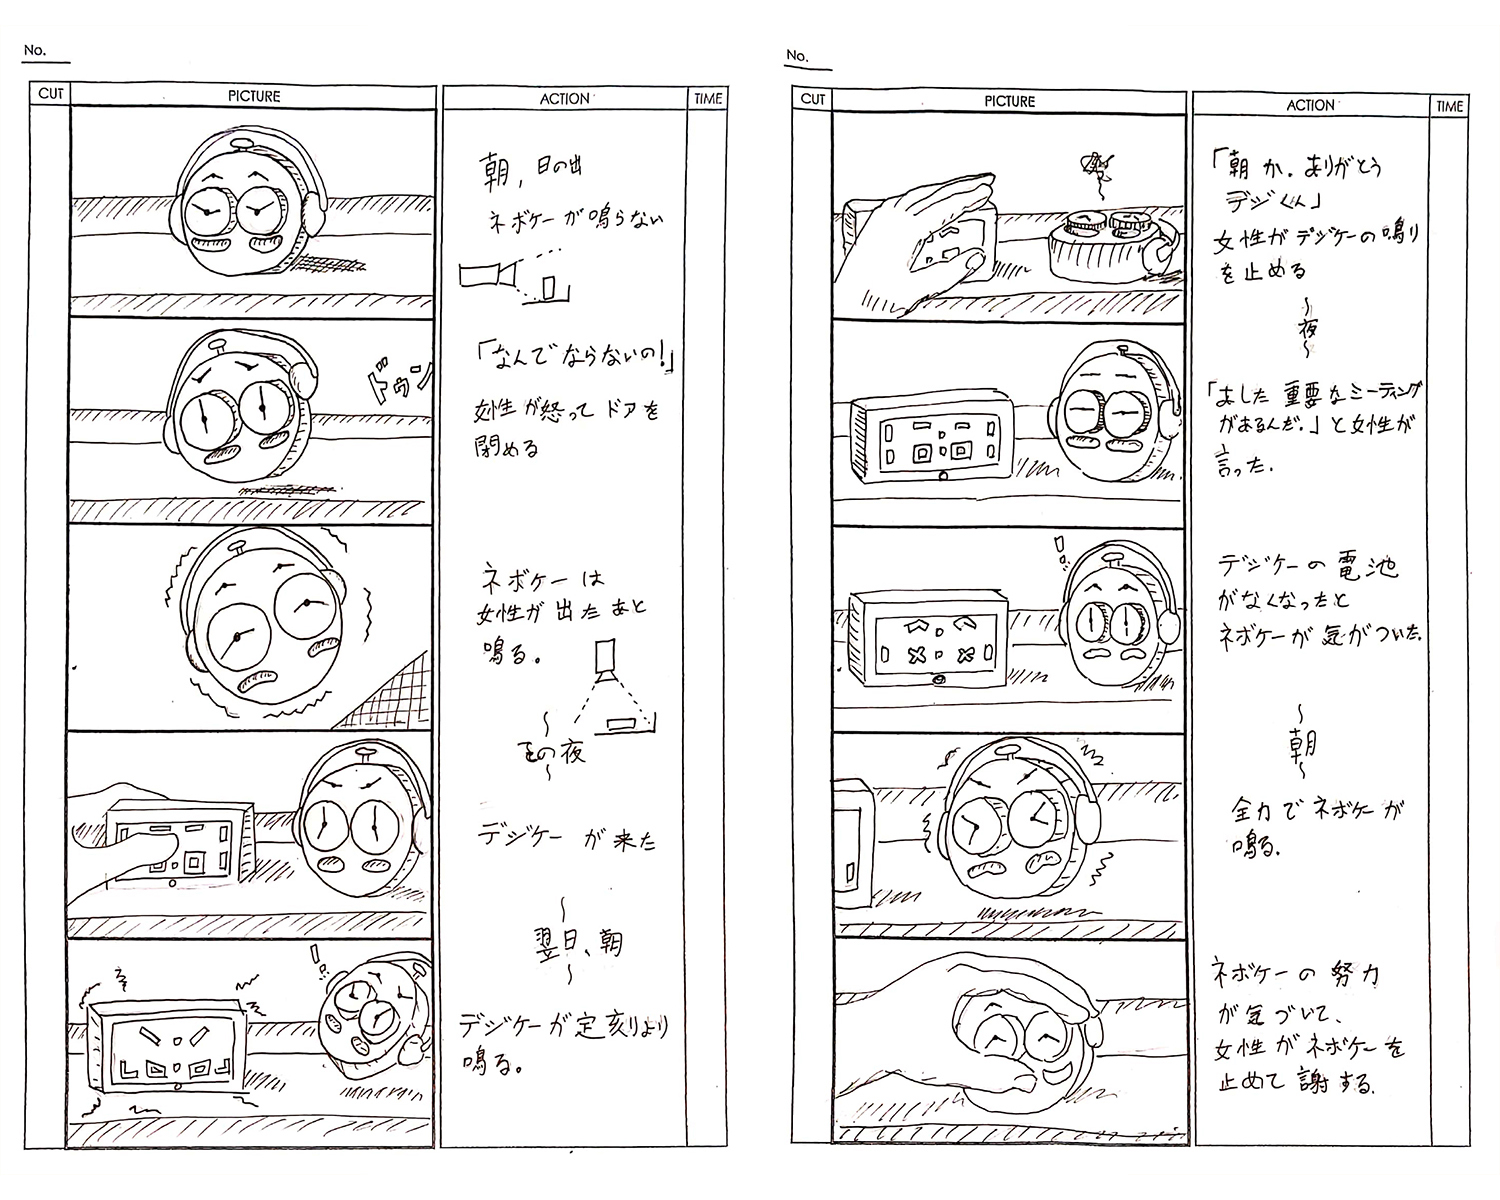 No.
CUT
PICTURE
ACTION
TIME
朝, 日の出
ネボケーが鳴らない
「なんでならないの!」
女性が怒ってドアを
閉める
ドゥン
ネボケーは
女性が出たあと
鳴る。
〜
その夜
〜
デジケーが来た
〜
翌日、朝
〜
デジケーが定刻より
鳴る。
No.
CUT
PICTURE
ACTION
TIME
「朝か。ありがとう
デジくん」
女性がデジケーの鳴り
を止める
〜
夜
〜
「ました重要なミーティング
があるんだ。」と女性が
言った.
デジケーの電池
がなくなったと
ネボケーが気がついた.
〜
朝
〜
全力でネボケーが
鳴る.
ネボケーの努力
が気づいて、
女性がネボケーを
止めて謝する.